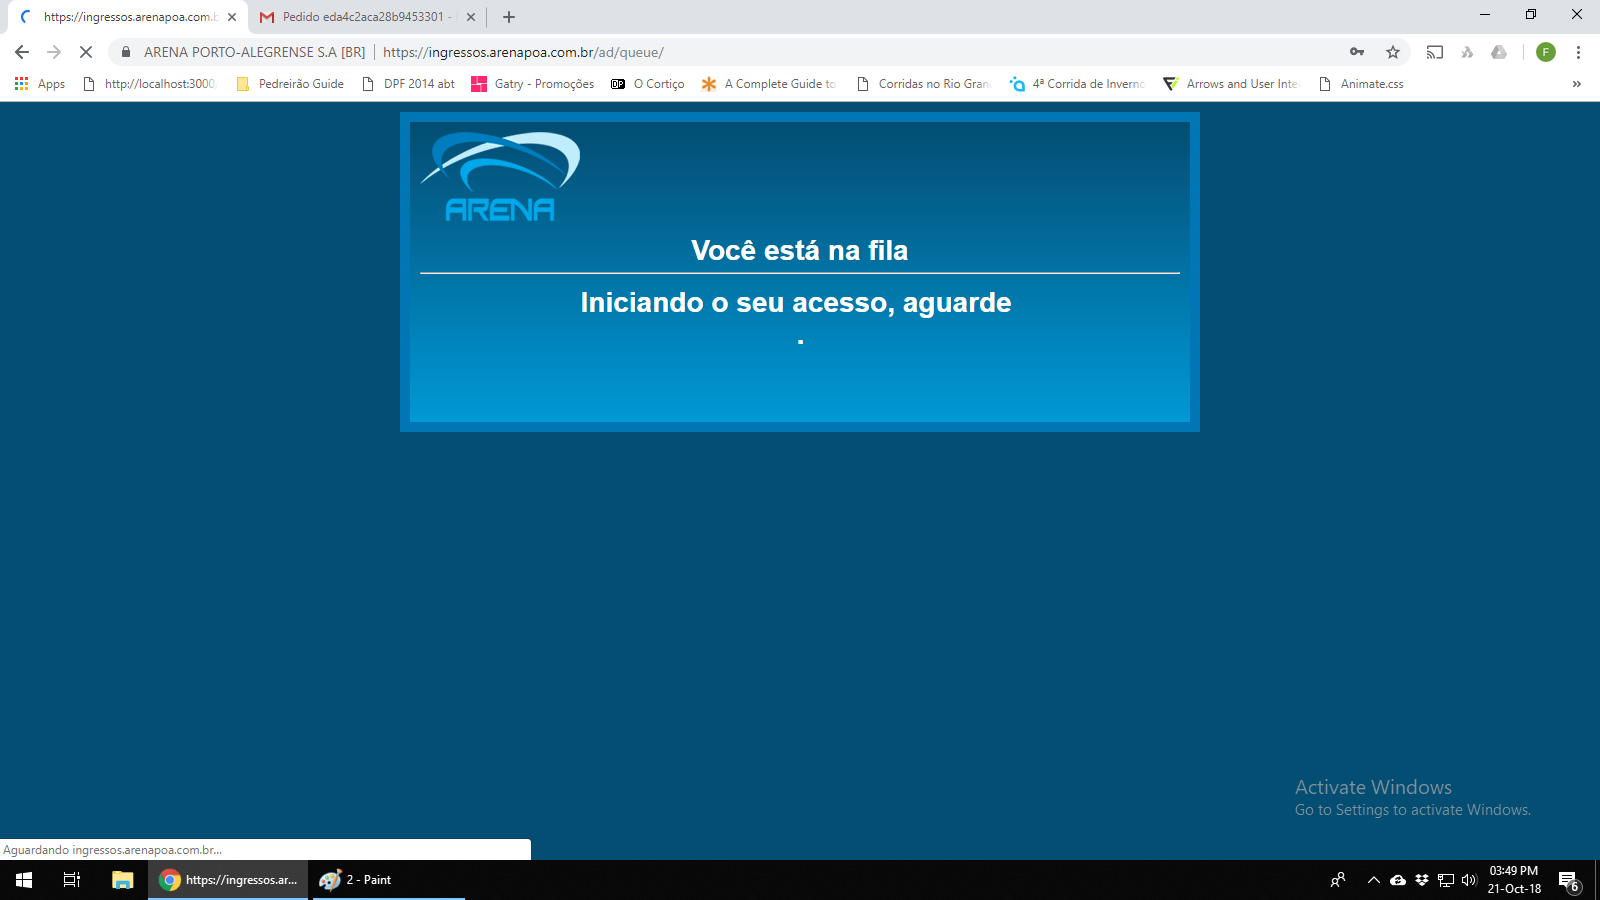 https://ingressos.arenapoa.com.b
Pedido eda4c2aca28b9453301 -
ARENA PORTO-ALEGRENSE S.A [BR]
https://ingressos.arenapoa.com.br/ad/queue/
F
Apps
http://localhost:3000
Pedreirão Guide
DPF 2014 abt
Gatry - Promoções
O Cortiço
A Complete Guide to
Corridas no Rio Gran
4ª Corrida de Inverno
Arrows and User Inte
Animate.css
»
ARENA
Você está na fila
Iniciando o seu acesso, aguarde
.
Activate Windows
Go to Settings to activate Windows.
Aguardando ingressos.arenapoa.com.br...
https://ingressos.ar...
2 - Paint
03:49 PM
21-Oct-18
6